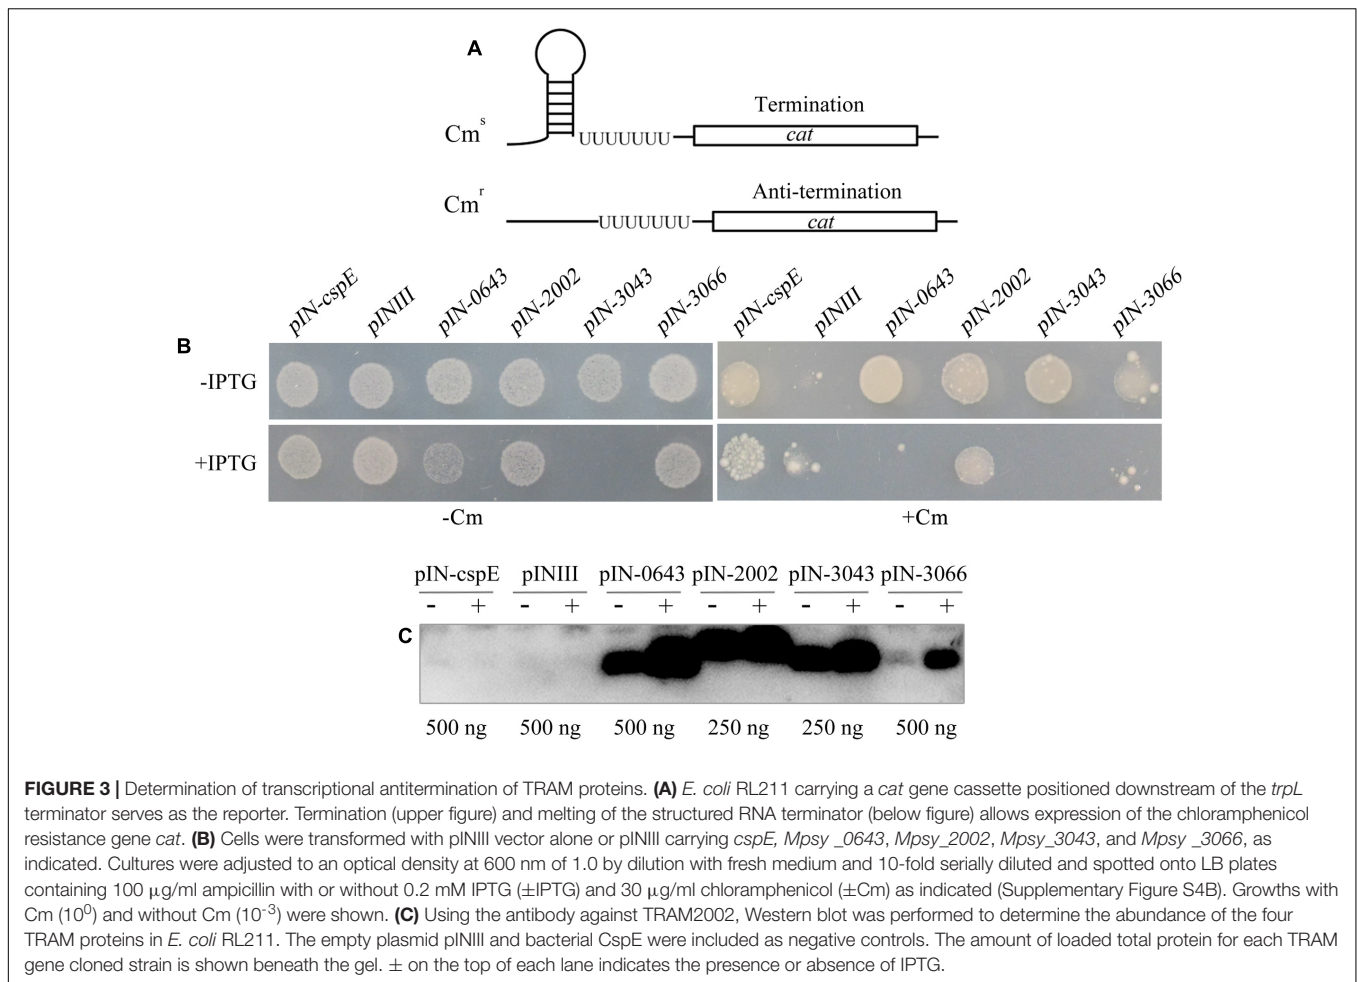 A
Termination
Cms UUUUUUU cat
Anti-termination
Cmr UUUUUUU cat
pIN-cspE pINIII pIN-0643 pIN-2002 pIN-3043 pIN-3066 pIN-cspE pINIII pIN-0643 pIN-2002 pIN-3043 pIN-3066
B
-IPTG
+IPTG
-Cm +Cm
pIN-cspE pINIII pIN-0643 pIN-2002 pIN-3043 pIN-3066
- + - + - + - + - + - +
C
500 ng 500 ng 500 ng 250 ng 250 ng 500 ng
FIGURE 3 | Determination of transcriptional antitermination of TRAM proteins. (A) E. coli RL211 carrying a cat gene cassette positioned downstream of the trpL
terminator serves as the reporter. Termination (upper figure) and melting of the structured RNA terminator (below figure) allows expression of the chloramphenicol
resistance gene cat. (B) Cells were transformed with pINIII vector alone or pINIII carrying cspE, Mpsy _0643, Mpsy_2002, Mpsy_3043, and Mpsy _3066, as
indicated. Cultures were adjusted to an optical density at 600 nm of 1.0 by dilution with fresh medium and 10-fold serially diluted and spotted onto LB plates
containing 100 μg/ml ampicillin with or without 0.2 mM IPTG (±IPTG) and 30 μg/ml chloramphenicol (±Cm) as indicated (Supplementary Figure S4B). Growths with
Cm (10⁰) and without Cm (10⁻³) were shown. (C) Using the antibody against TRAM2002, Western blot was performed to determine the abundance of the four
TRAM proteins in E. coli RL211. The empty plasmid pINIII and bacterial CspE were included as negative controls. The amount of loaded total protein for each TRAM
gene cloned strain is shown beneath the gel. ± on the top of each lane indicates the presence or absence of IPTG.